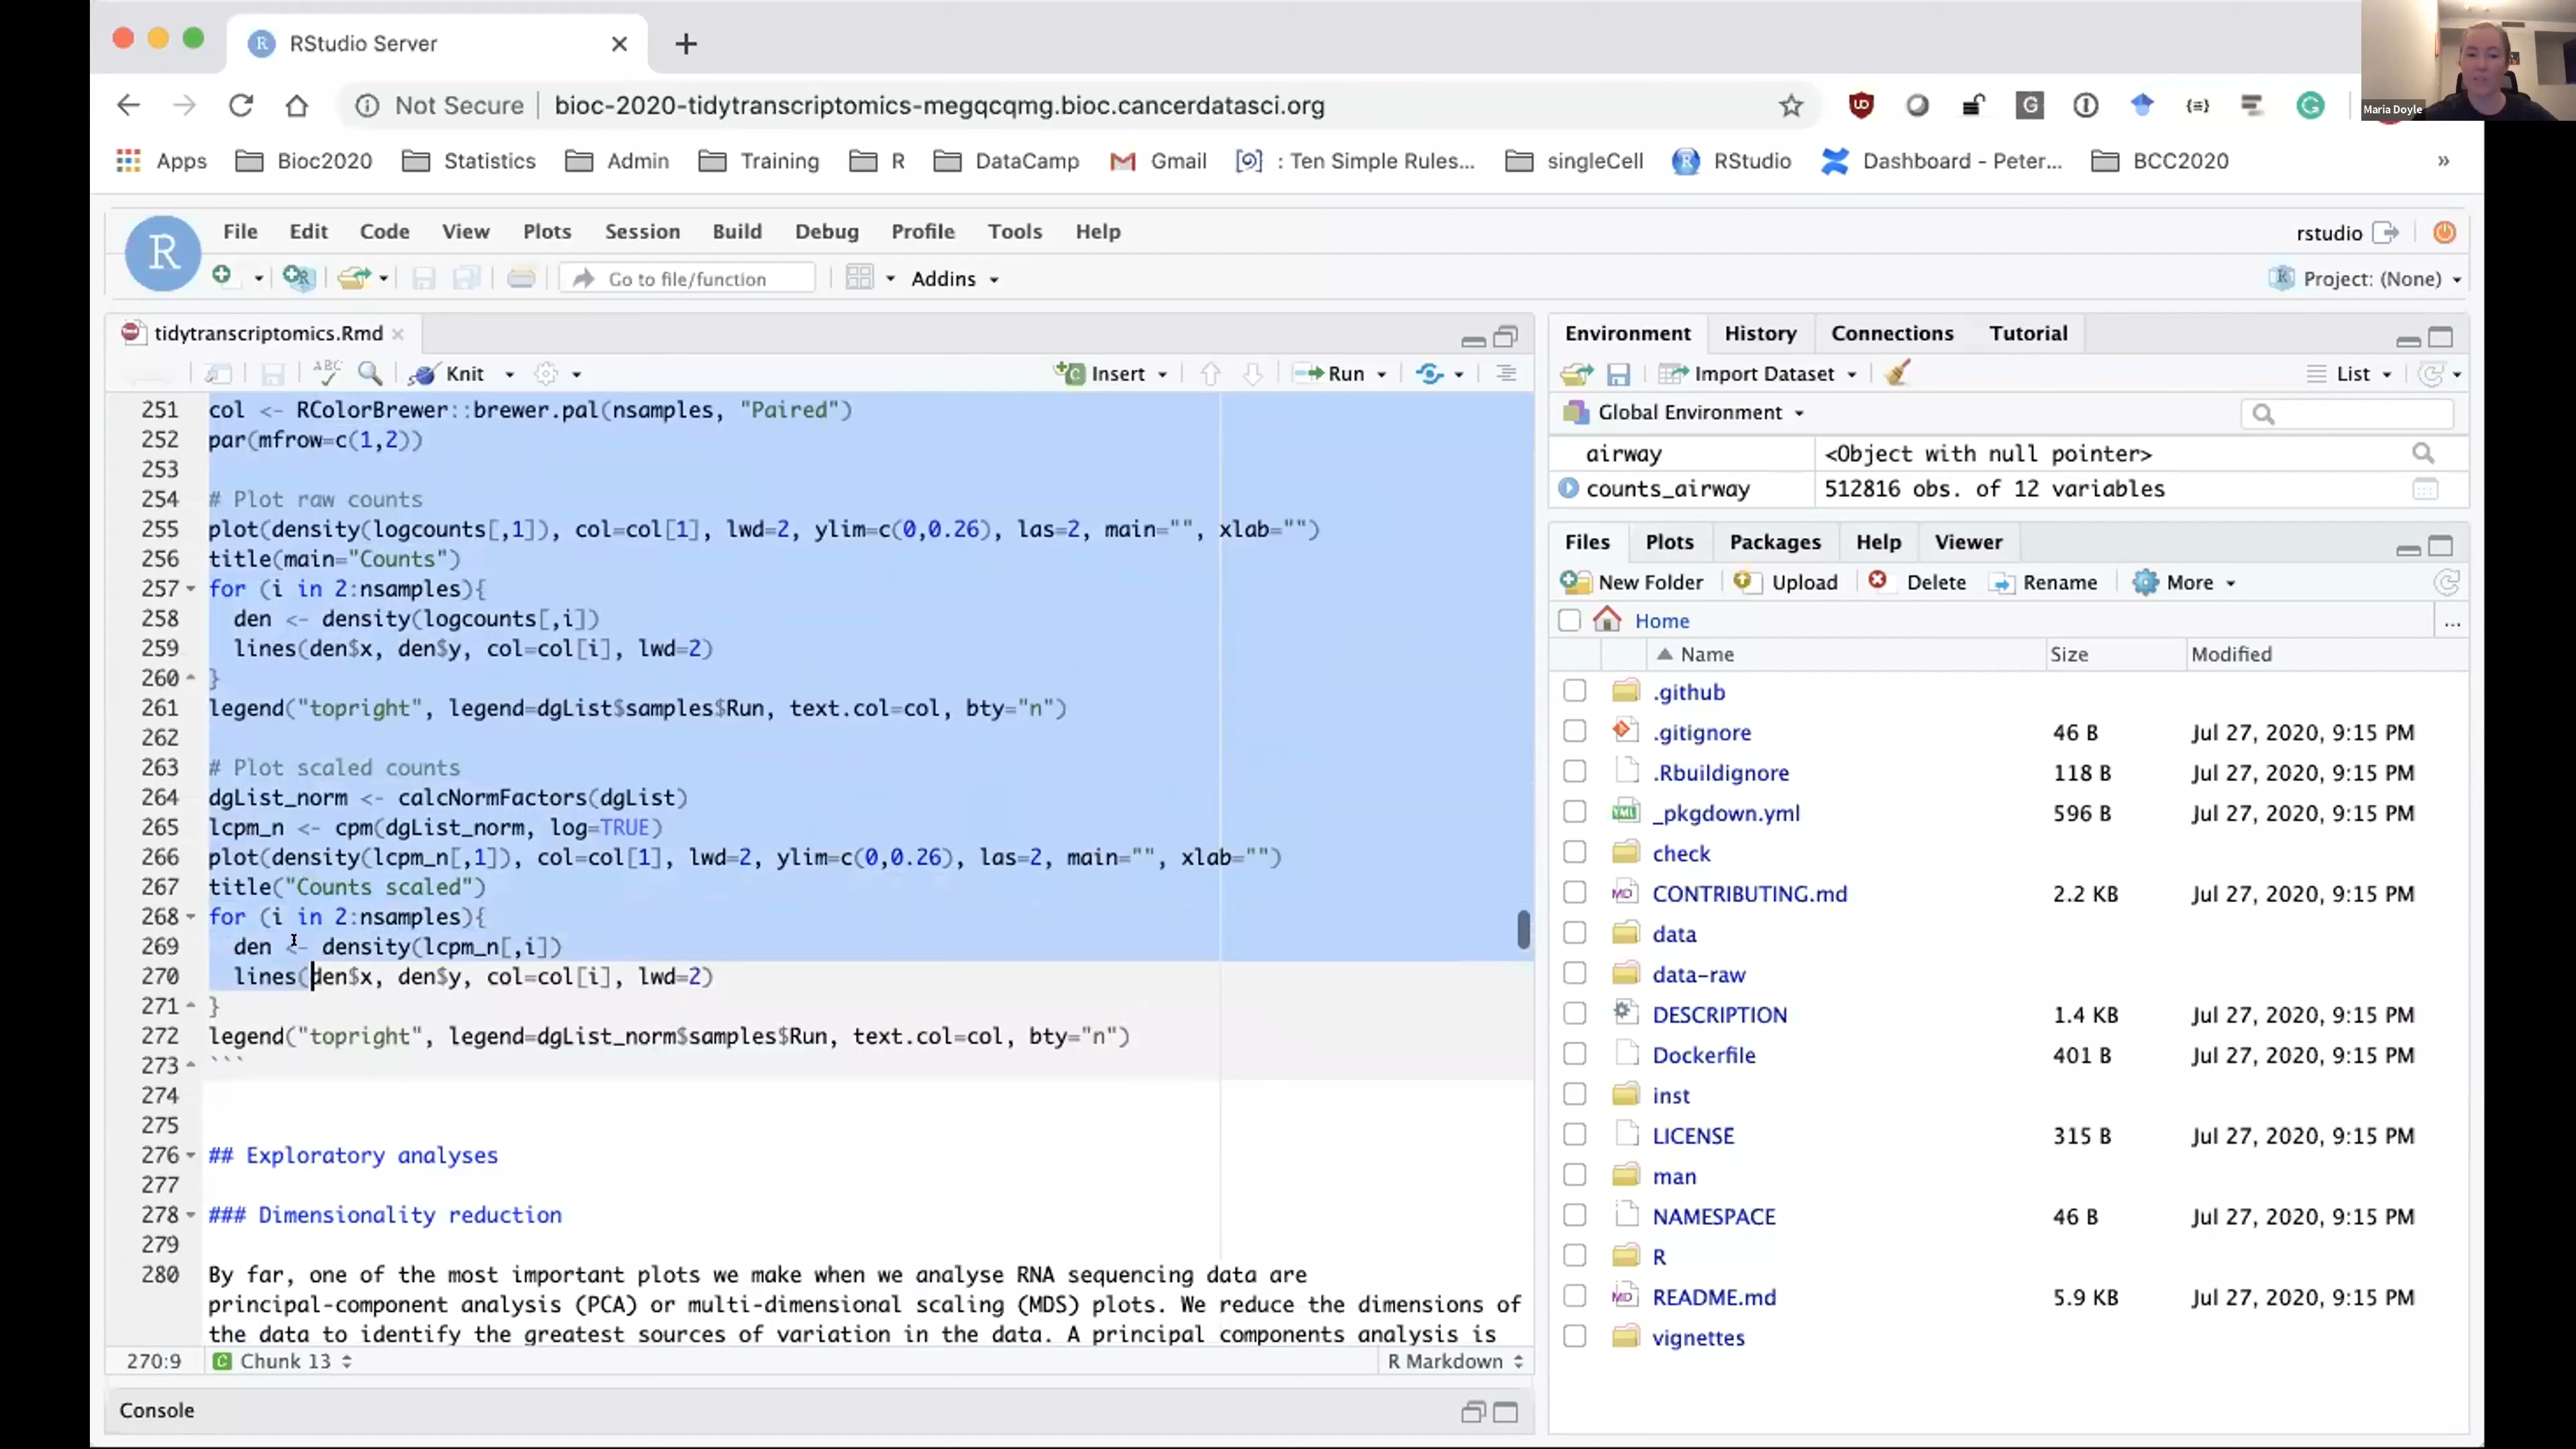 RStudio Server
Maria Doyle
Not Secure bioc-2020-tidytranscriptomics-megqcqmg.bioc.cancerdatasci.org
Apps Bioc2020 Statistics Admin Training R DataCamp Gmail : Ten Simple Rules... singleCell RStudio Dashboard - Peter... BCC2020 »
File Edit Code View Plots Session Build Debug Profile Tools Help
rstudio
Go to file/function Addins
Project: (None)
tidytranscriptomics.Rmd
ABC Knit Insert Run
251 col <- RColorBrewer::brewer.pal(nsamples, "Paired")
252 par(mfrow=c(1,2))
253
254 # Plot raw counts
255 plot(density(logcounts[,1]), col=col[1], lwd=2, ylim=c(0,0.26), las=2, main="", xlab="")
256 title(main="Counts")
257 for (i in 2:nsamples){
258 den <- density(logcounts[,i])
259 lines(den$x, den$y, col=col[i], lwd=2)
260 }
261 legend("topright", legend=dgList$samples$Run, text.col=col, bty="n")
262
263 # Plot scaled counts
264 dgList_norm <- calcNormFactors(dgList)
265 lcpm_n <- cpm(dgList_norm, log=TRUE)
266 plot(density(lcpm_n[,1]), col=col[1], lwd=2, ylim=c(0,0.26), las=2, main="", xlab="")
267 title("Counts scaled")
268 for (i in 2:nsamples){
269 den <- density(lcpm_n[,i])
270 lines(den$x, den$y, col=col[i], lwd=2)
271 }
272 legend("topright", legend=dgList_norm$samples$Run, text.col=col, bty="n")
273 ```
274
275
276 ## Exploratory analyses
277
278 ### Dimensionality reduction
279
280 By far, one of the most important plots we make when we analyse RNA sequencing data are
principal-component analysis (PCA) or multi-dimensional scaling (MDS) plots. We reduce the dimensions of
the data to identify the greatest sources of variation in the data. A principal components analysis is
270:9 Chunk 13 R Markdown
Console
Environment History Connections Tutorial
Import Dataset List
Global Environment
airway <Object with null pointer>
counts_airway 512816 obs. of 12 variables
Files Plots Packages Help Viewer
New Folder Upload Delete Rename More
Home ...
Name Size Modified
.github
.gitignore 46 B Jul 27, 2020, 9:15 PM
.Rbuildignore 118 B Jul 27, 2020, 9:15 PM
_pkgdown.yml 596 B Jul 27, 2020, 9:15 PM
check
CONTRIBUTING.md 2.2 KB Jul 27, 2020, 9:15 PM
data
data-raw
DESCRIPTION 1.4 KB Jul 27, 2020, 9:15 PM
Dockerfile 401 B Jul 27, 2020, 9:15 PM
inst
LICENSE 315 B Jul 27, 2020, 9:15 PM
man
NAMESPACE 46 B Jul 27, 2020, 9:15 PM
R
README.md 5.9 KB Jul 27, 2020, 9:15 PM
vignettes